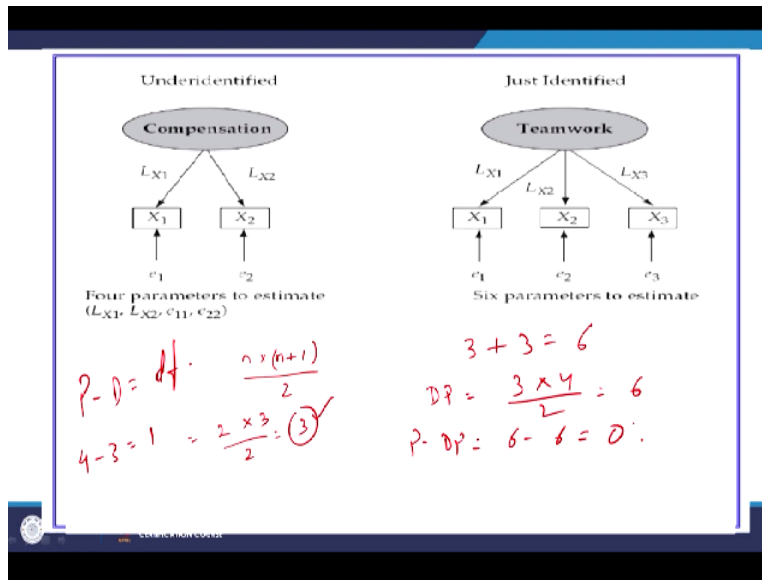 Underidentified
Compensation
LX1 LX2
X1 X2
e1 e2
Four parameters to estimate
(LX1, LX2, e11, e22)
P-D = df. n×(n+1)/2
4-3=1 = 2×3/2 = 3 ✓
Just Identified
Teamwork
LX1 LX2 LX3
X1 X2 X3
e1 e2 e3
Six parameters to estimate
3 + 3 = 6
DP = 3×4/2 = 6
P-DP = 6-6 = 0
CERTIFICATION COURSE